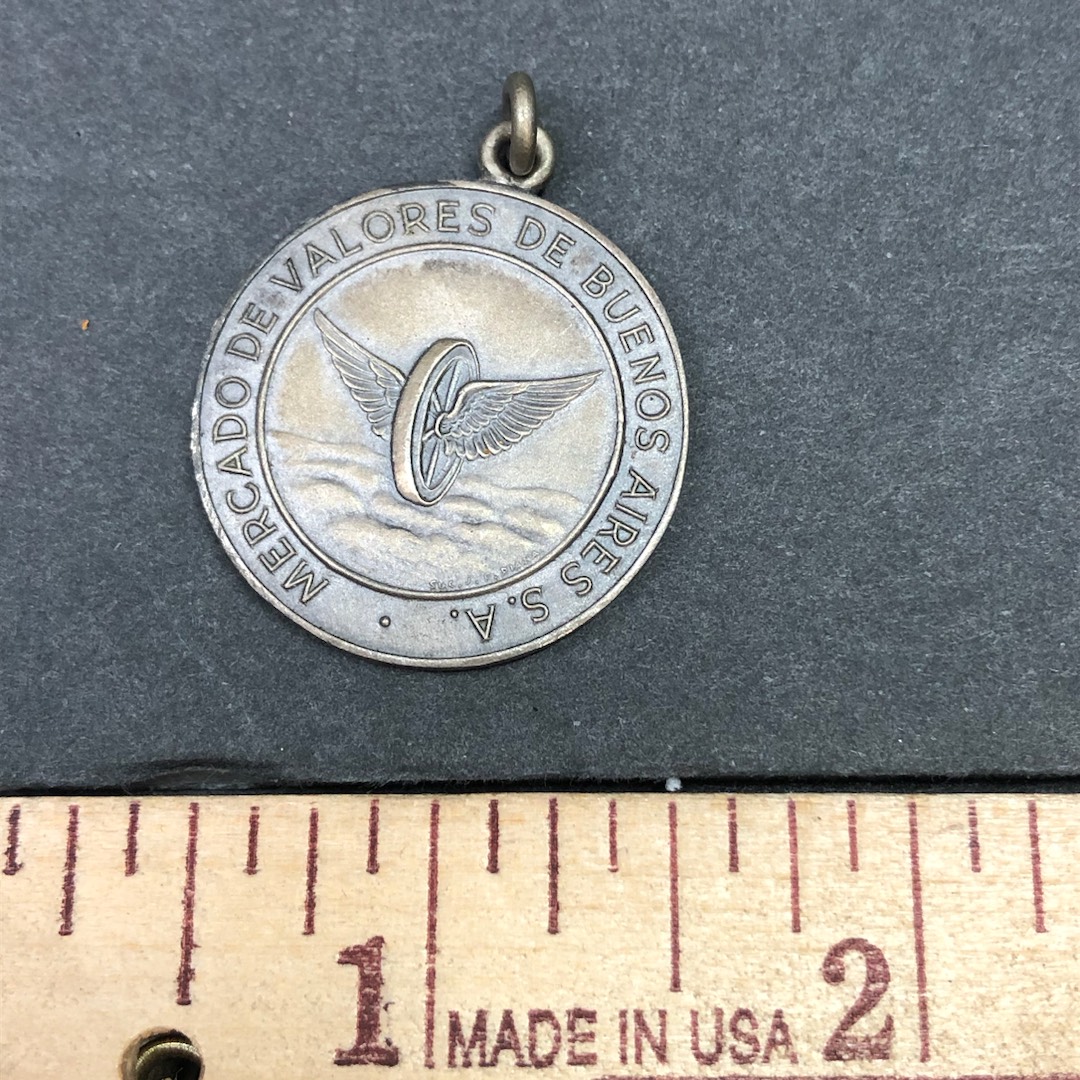 MERCADO DE VALORES DE BUENOS AIRES S.A.
1 MADE IN USA 2